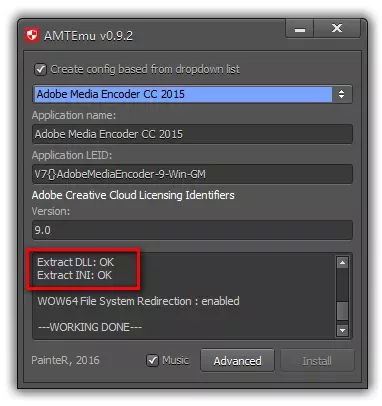 AMTEmu v0.9.2
Create config based from dropdown list
Adobe Media Encoder CC 2015
Application name:
Adobe Media Encoder CC 2015
Application LEID:
V7{}AdobeMediaEncoder-9-Win-GM
Adobe Creative Cloud Licensing Identifiers
Version:
9.0
Extract DLL: OK
Extract INI: OK
WOW64 File System Redirection : enabled
---WORKING DONE---
PainteR, 2016 Music Advanced Install